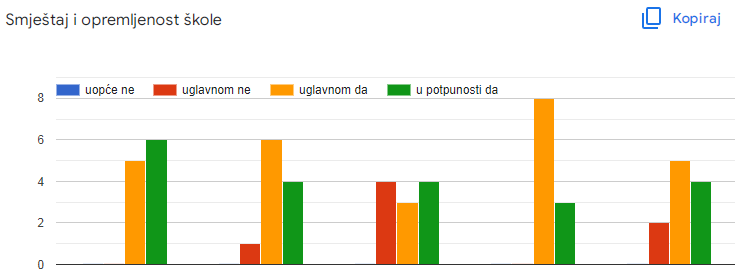 Smještaj i opremljenost škole
Kopiraj
uopće ne uglavnom ne uglavnom da u potpunosti da
8
6
4
2
0